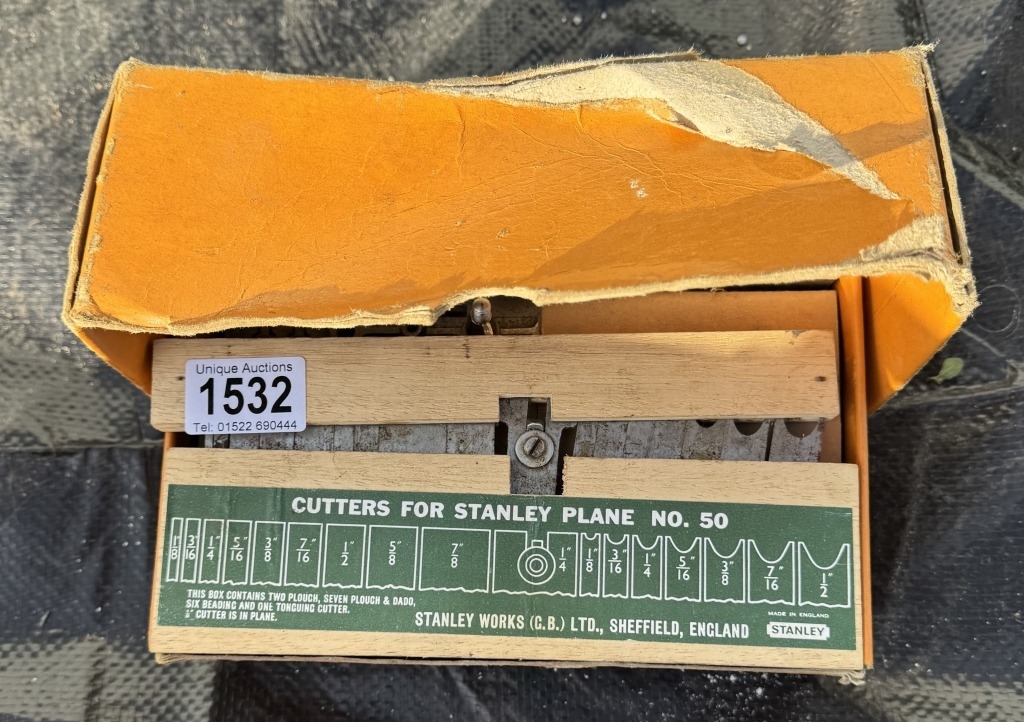 Unique Auctions
1532
Tel: 01522 690444
CUTTERS FOR STANLEY PLANE NO. 50
1/8" 3/16" 1/4" 5/16" 3/8" 7/16" 1/2" 5/8" 7/8" 1/4" 1/8" 3/16" 1/4" 5/16" 3/8" 7/16" 1/2"
THIS BOX CONTAINS TWO PLOUCH, SEVEN PLOUCH & DADO,
SIX BEADING AND ONE TONGUING CUTTER.
" CUTTER IS IN PLANE.
STANLEY WORKS (G.B.) LTD., SHEFFIELD, ENGLAND
MADE IN ENGLAND
STANLEY